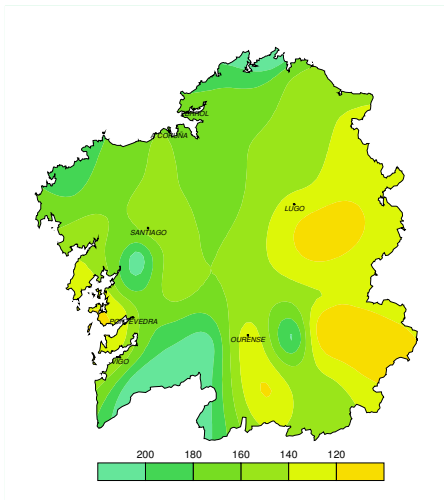 FERROL
A CORUÑA
LUGO
SANTIAGO
PONTEVEDRA
OURENSE
VIGO
200 180 160 140 120